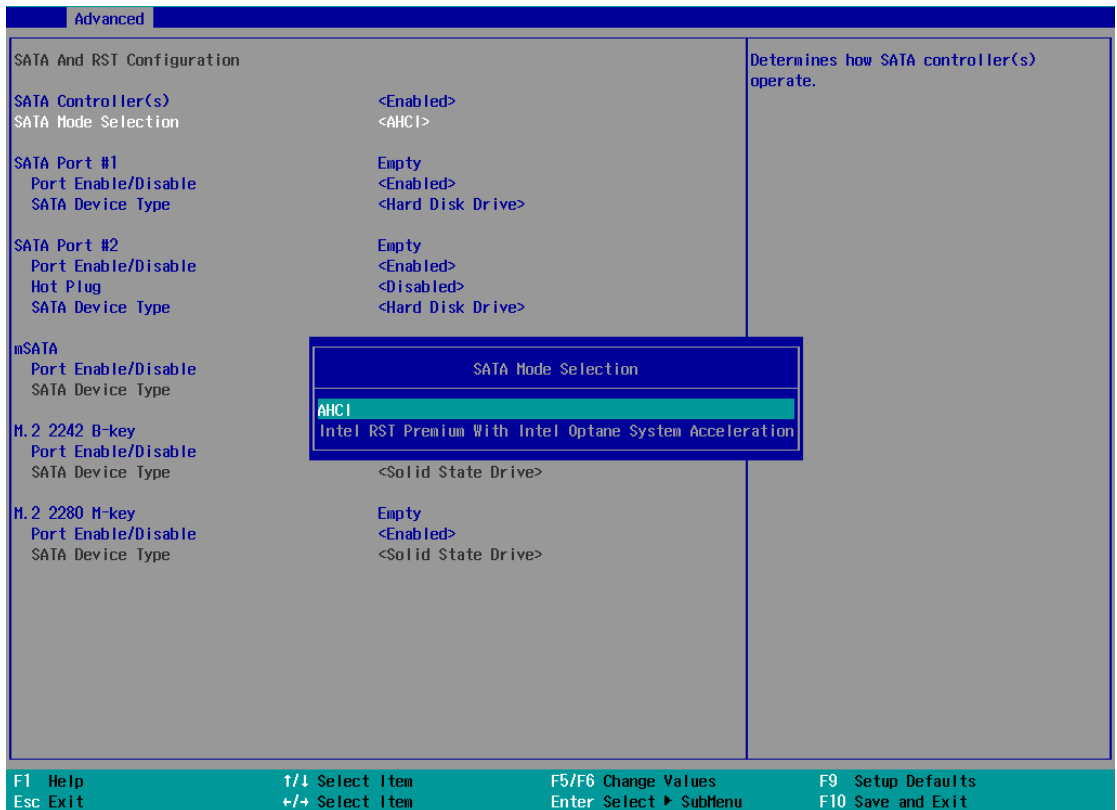 Advanced
SATA And RST Configuration
Determines how SATA controller(s)
operate.
SATA Controller(s) <Enabled>
SATA Mode Selection <AHCI>
SATA Port #1 Empty
Port Enable/Disable <Enabled>
SATA Device Type <Hard Disk Drive>
SATA Port #2 Empty
Port Enable/Disable <Enabled>
Hot Plug <Disabled>
SATA Device Type <Hard Disk Drive>
mSATA
Port Enable/Disable
SATA Device Type
SATA Mode Selection
AHCI
Intel RST Premium With Intel Optane System Acceleration
M.2 2242 B-key
Port Enable/Disable
SATA Device Type <Solid State Drive>
M.2 2280 M-key Empty
Port Enable/Disable <Enabled>
SATA Device Type <Solid State Drive>
F1 Help ↑/↓ Select Item F5/F6 Change Values F9 Setup Defaults
Esc Exit ←/→ Select Item Enter Select ▶ SubMenu F10 Save and Exit